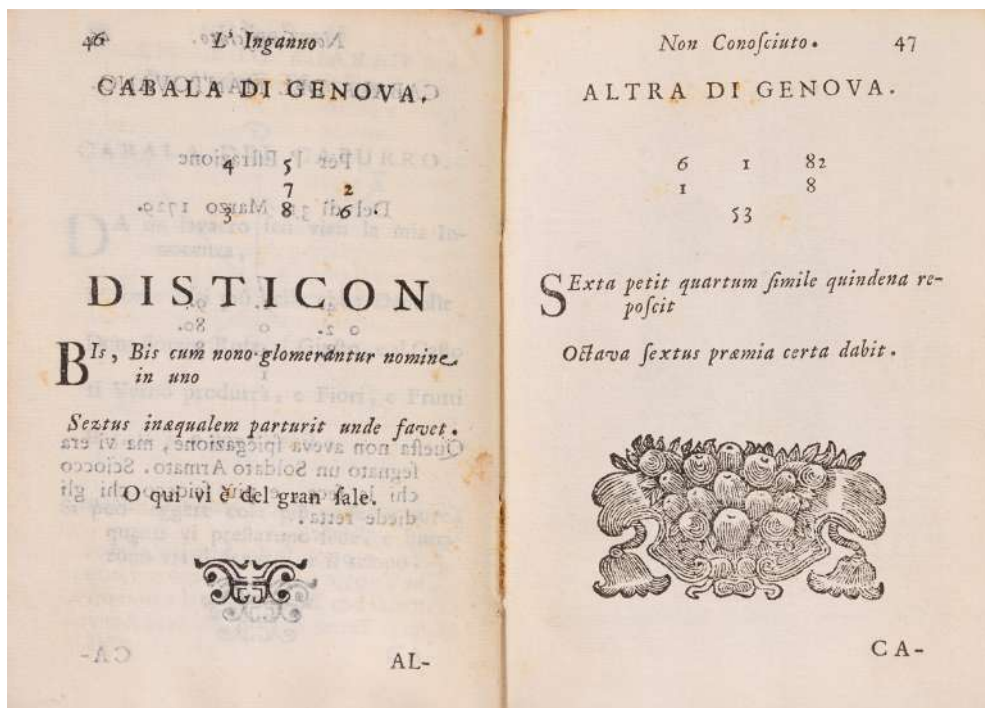 46 L' Inganno
CABALA DI GENOVA.
4 5
7 2
3 8 6.
DISTICON
BIs, Bis cum nono glomerantur nomine
in uno
Seztus inæqualem parturit unde favet.
O qui vi è del gran ſale.
AL-
Non Conoſciuto. 47
ALTRA DI GENOVA.
6 1 82
1 8
53
SExta petit quartum ſimile quindena re-
poſcit
Octava ſextus præmia certa dabit.
CA-